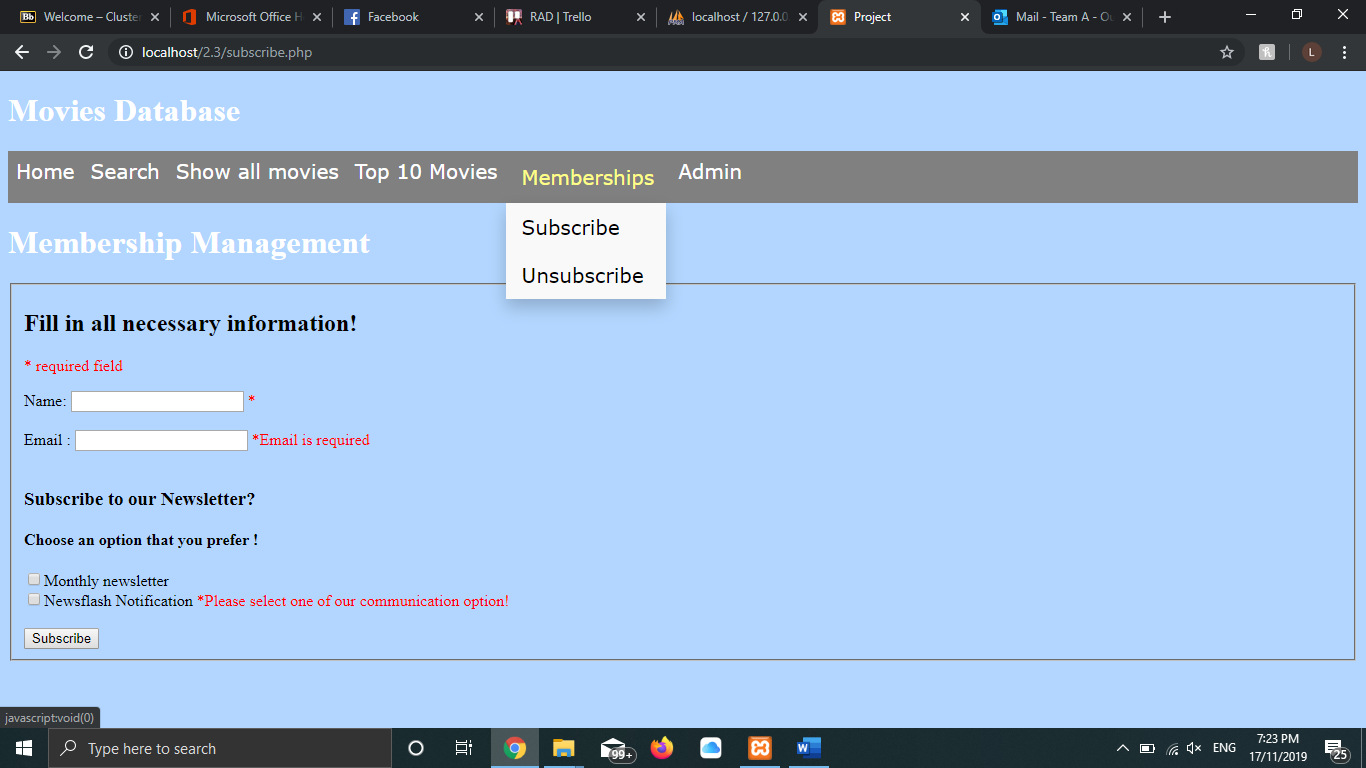 Welcome – Cluster
Microsoft Office H
Facebook
RAD | Trello
localhost / 127.0.0
Project
Mail - Team A - Ou
localhost/2.3/subscribe.php
L
Movies Database
Home Search Show all movies Top 10 Movies Memberships Admin
Subscribe
Unsubscribe
Membership Management
Fill in all necessary information!
* required field
Name: *
Email : *Email is required
Subscribe to our Newsletter?
Choose an option that you prefer !
Monthly newsletter
Newsflash Notification *Please select one of our communication option!
Subscribe
javascript:void(0)
Type here to search
99+
ENG
7:23 PM
17/11/2019
25